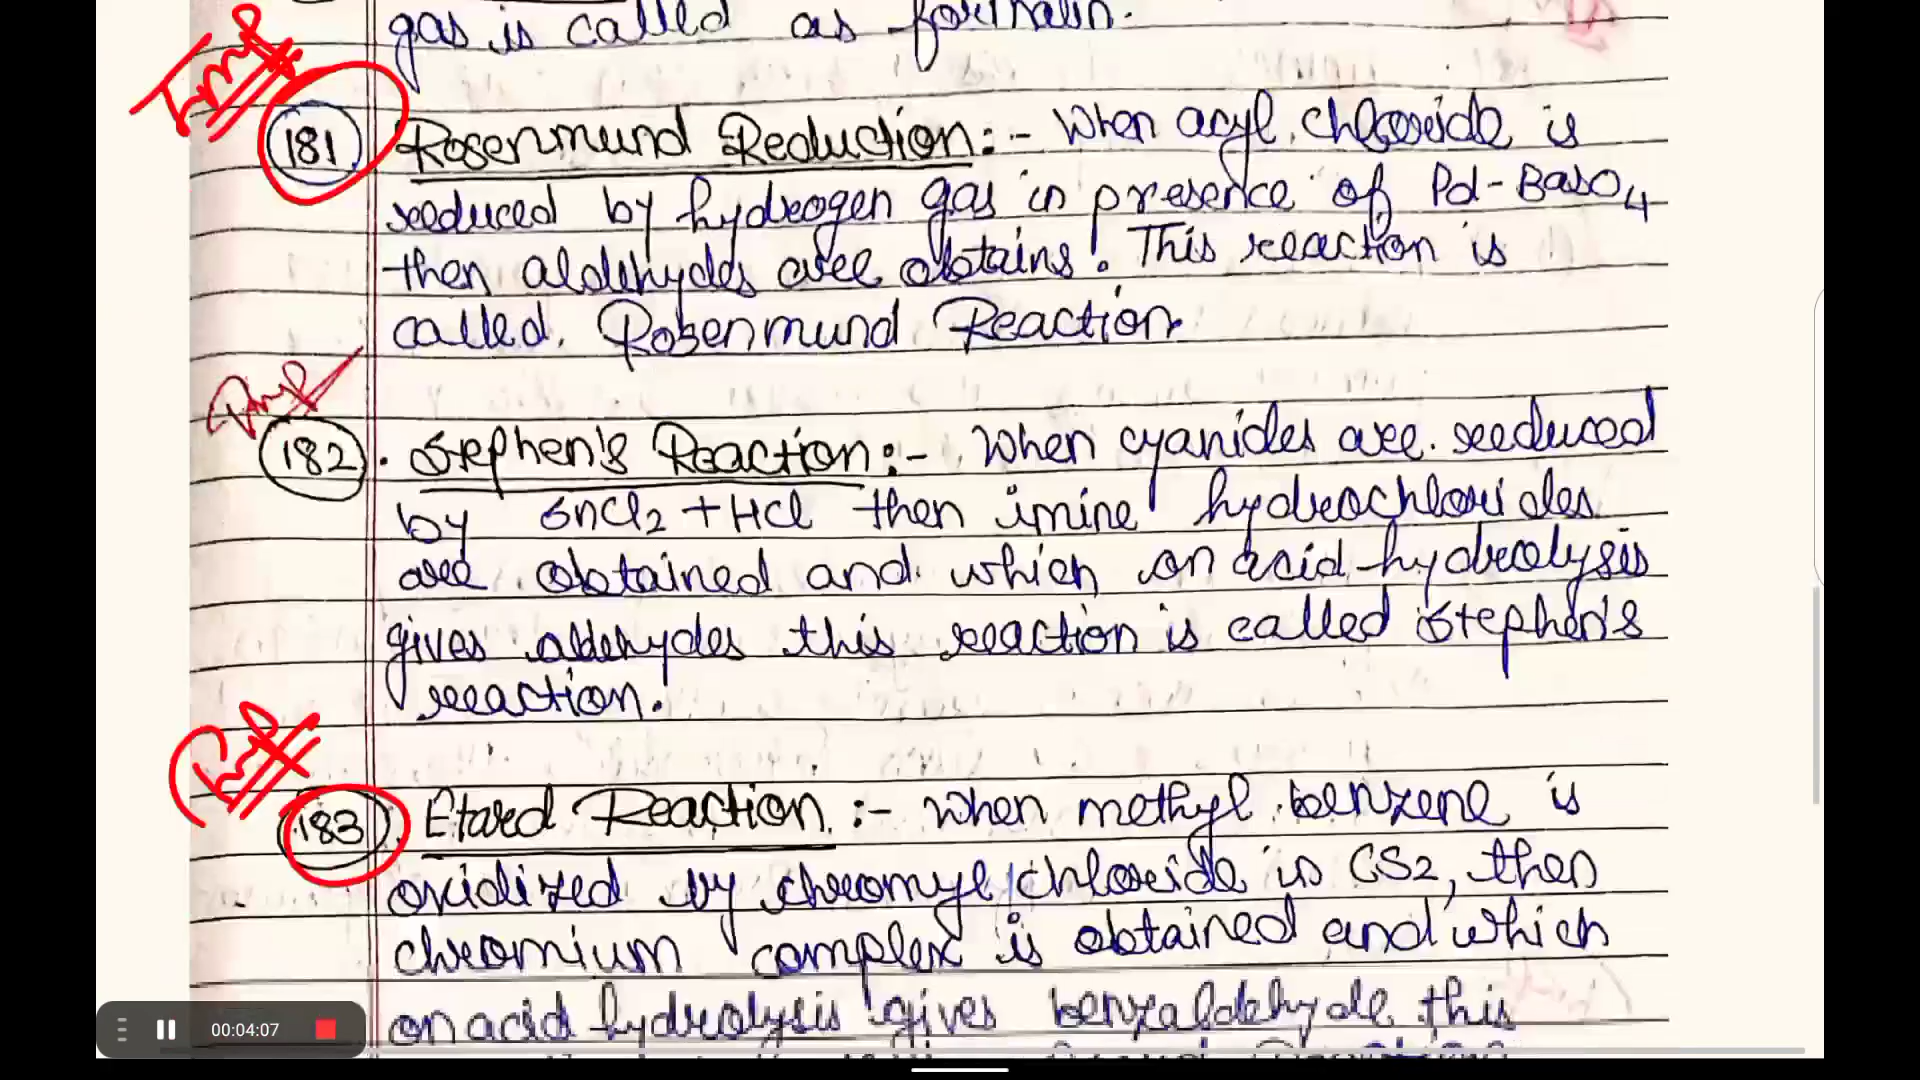 gas is called as formalin.
Imp
181 Rosenmund Reduction:- When acyl chloride is
reduced by hydrogen gas in presence of Pd-BaSO4
then aldehydes are obtains. This reaction is
called Rosenmund Reaction.
Imp
182. Stephen's Reaction:- When cyanides are reduced
by SnCl2 + HCl then imine hydrochlorides
are obtained and which on acid hydrolysis
gives aldehydes this reaction is called Stephen's
reaction.
Imp
183. Etard Reaction:- When methyl benzene is
oxidized by chromyl chloride in CS2, then
chromium complex is obtained and which
on acid hydrolysis gives benzaldehyde this
00:04:07